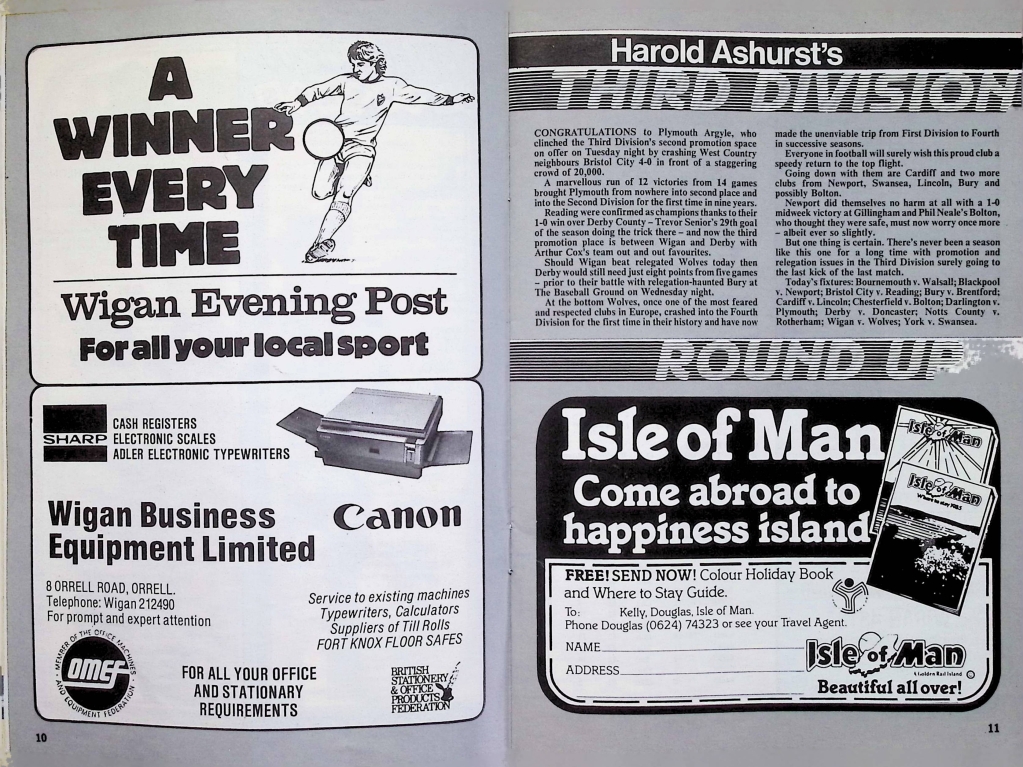 A
WINNER
EVERY
TIME
Wigan Evening Post
For all your local sport
SHARP
CASH REGISTERS
ELECTRONIC SCALES
ADLER ELECTRONIC TYPEWRITERS
Wigan Business
Equipment Limited
Canon
8 ORRELL ROAD, ORRELL.
Telephone: Wigan 212490
For prompt and expert attention
Service to existing machines
Typewriters, Calculators
Suppliers of Till Rolls
FORT KNOX FLOOR SAFES
MEMBER OF THE OFFICE MACHINES
OMEF
AND EQUIPMENT FEDERATION
FOR ALL YOUR OFFICE
AND STATIONARY
REQUIREMENTS
BRITISH
STATIONERY
& OFFICE
PRODUCTS
FEDERATION
10
Harold Ashurst's
THIRD DIVISION
CONGRATULATIONS to Plymouth Argyle, who
clinched the Third Division's second promotion space
on offer on Tuesday night by crashing West Country
neighbours Bristol City 4-0 in front of a staggering
crowd of 20,000.
A marvellous run of 12 victories from 14 games
brought Plymouth from nowhere into second place and
into the Second Division for the first time in nine years.
Reading were confirmed as champions thanks to their
1-0 win over Derby County – Trevor Senior's 29th goal
of the season doing the trick there – and now the third
promotion place is between Wigan and Derby with
Arthur Cox's team out and out favourites.
Should Wigan beat relegated Wolves today then
Derby would still need just eight points from five games
– prior to their battle with relegation-haunted Bury at
The Baseball Ground on Wednesday night.
At the bottom Wolves, once one of the most feared
and respected clubs in Europe, crashed into the Fourth
Division for the first time in their history and have now
made the unenviable trip from First Division to Fourth
in successive seasons.
Everyone in football will surely wish this proud club a
speedy return to the top flight.
Going down with them are Cardiff and two more
clubs from Newport, Swansea, Lincoln, Bury and
possibly Bolton.
Newport did themselves no harm at all with a 1-0
midweek victory at Gillingham and Phil Neale's Bolton,
who thought they were safe, must now worry once more
– albeit ever so slightly.
But one thing is certain. There's never been a season
like this one for a long time with promotion and
relegation issues in the Third Division surely going to
the last kick of the last match.
Today's fixtures: Bournemouth v. Walsall; Blackpool
v. Newport; Bristol City v. Reading; Bury v. Brentford;
Cardiff v. Lincoln; Chesterfield v. Bolton; Darlington v.
Plymouth; Derby v. Doncaster; Notts County v.
Rotherham; Wigan v. Wolves; York v. Swansea.
ROUND UP
Isle of Man
Come abroad to
happiness island
Isle of Man
Isle of Man
Where to stay 1985
FREE! SEND NOW! Colour Holiday Book
and Where to Stay Guide.
To: Kelly, Douglas, Isle of Man.
Phone Douglas (0624) 74323 or see your Travel Agent.
NAME
ADDRESS
Isle of Man
A Golden Rail Island
Beautiful all over!
11